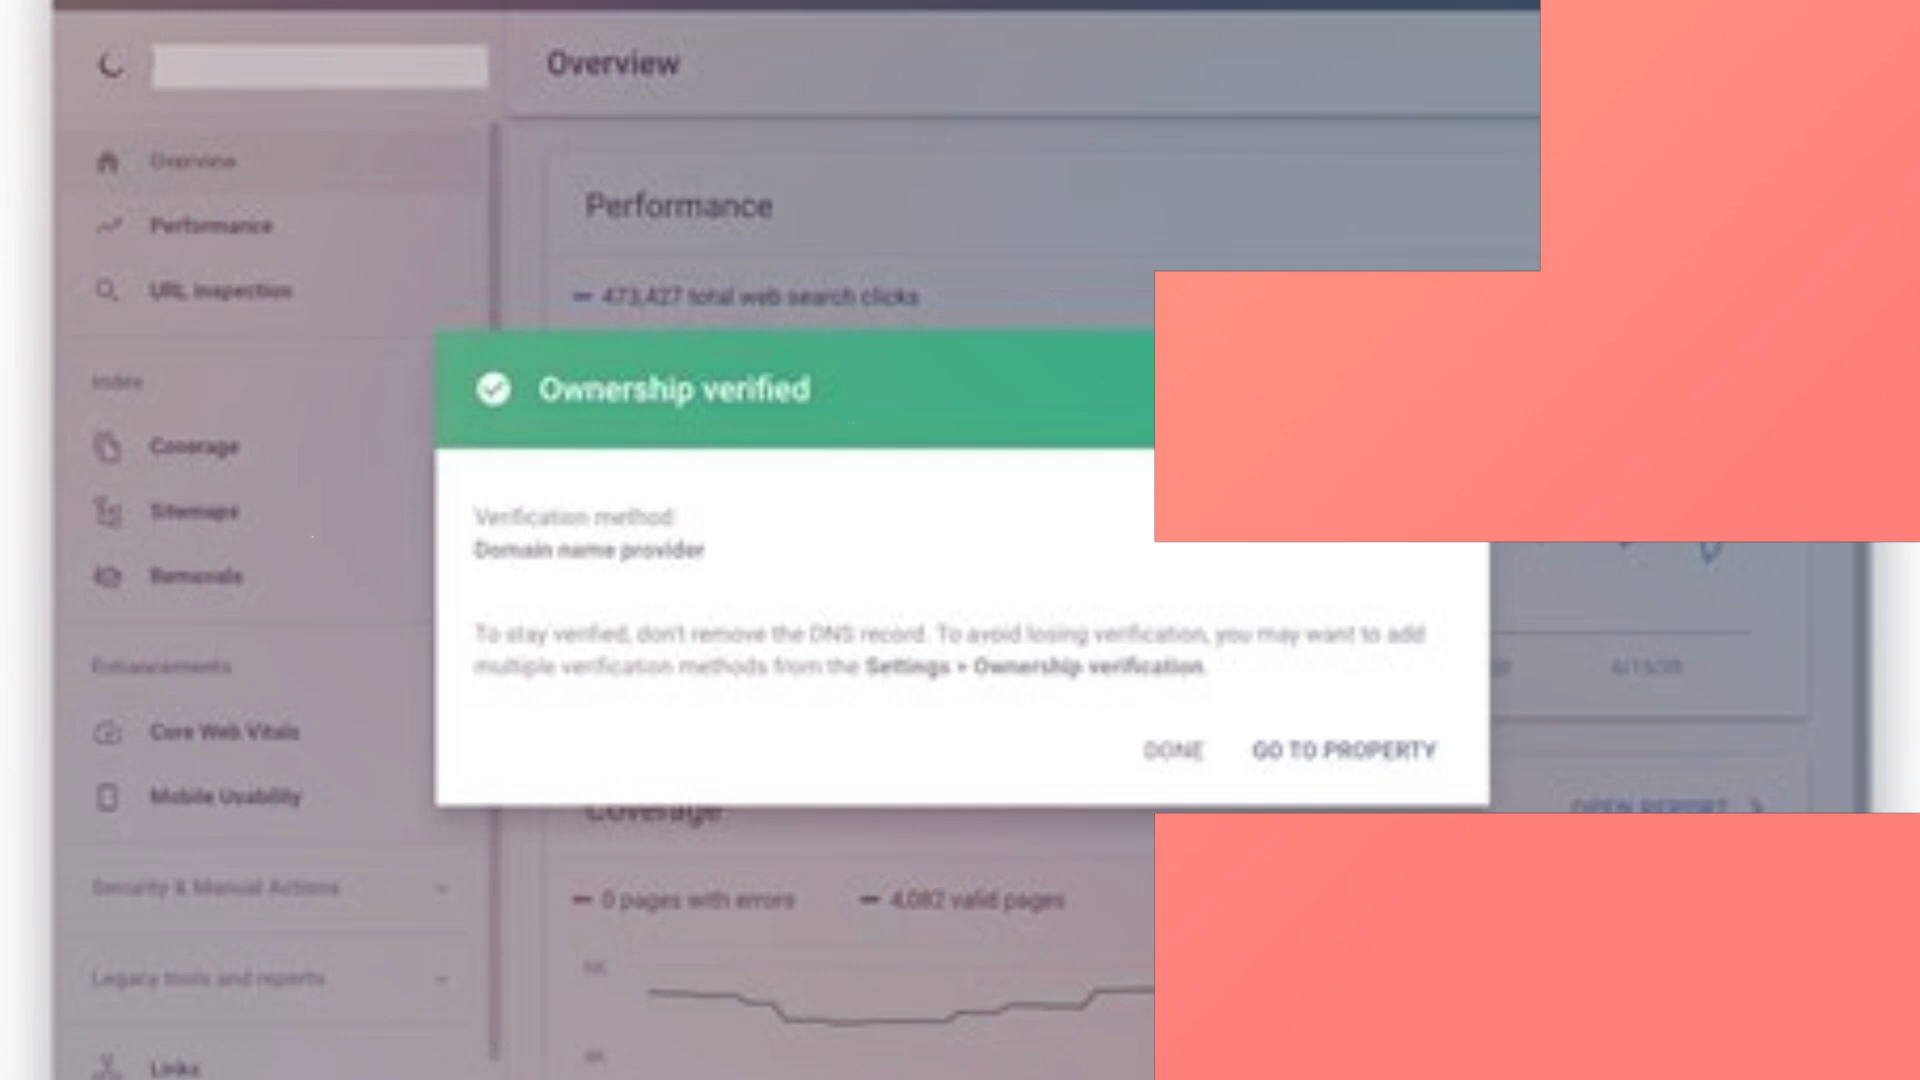 Overview
Overview
Performance
URL Inspection
Index
Coverage
Sitemaps
Removals
Enhancements
Core Web Vitals
Mobile Usability
Security & Manual Actions
Legacy tools and reports
Links
Performance
473,427 total web search clicks
Ownership verified
Verification method:
Domain name provider
To stay verified, don't remove the DNS record. To avoid losing verification, you may want to add
multiple verification methods from the Settings > Ownership verification.
DONE
GO TO PROPERTY
OPEN REPORT
Coverage
0 pages with errors
4,082 valid pages